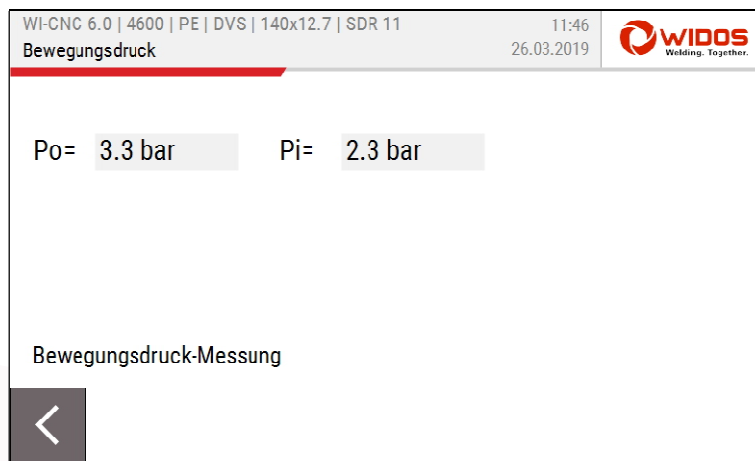 WI-CNC 6.0 | 4600 | PE | DVS | 140x12.7 | SDR 11
11:46
Bewegungsdruck
26.03.2019
WIDOS
Welding. Together.
Po= 3.3 bar Pi= 2.3 bar
Bewegungsdruck-Messung